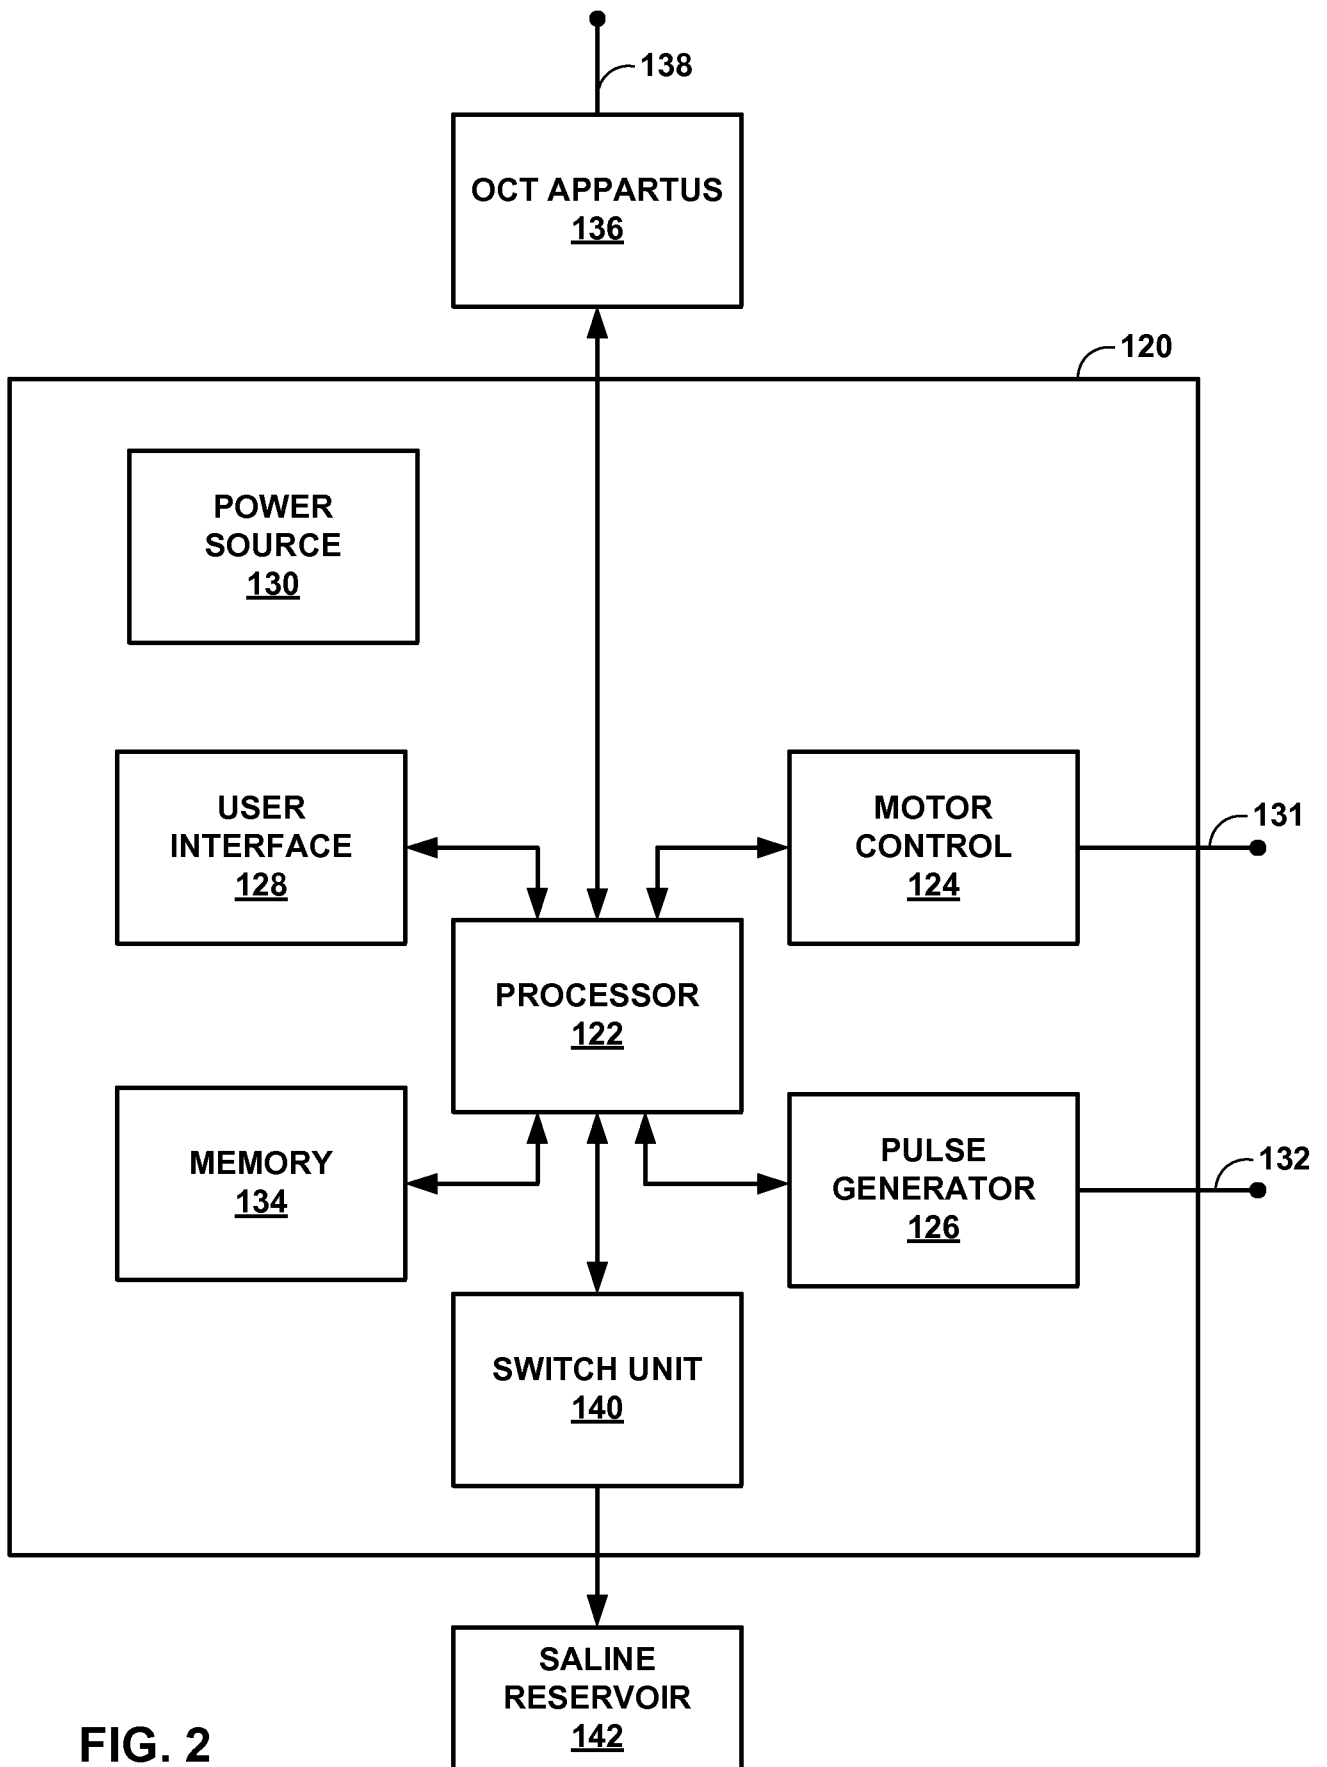 138
OCT APPARTUS
136
120
POWER
SOURCE
130
USER
INTERFACE
128
MOTOR
CONTROL
124
131
PROCESSOR
122
MEMORY
134
PULSE
GENERATOR
126
132
SWITCH UNIT
140
SALINE
RESERVOIR
142
FIG. 2